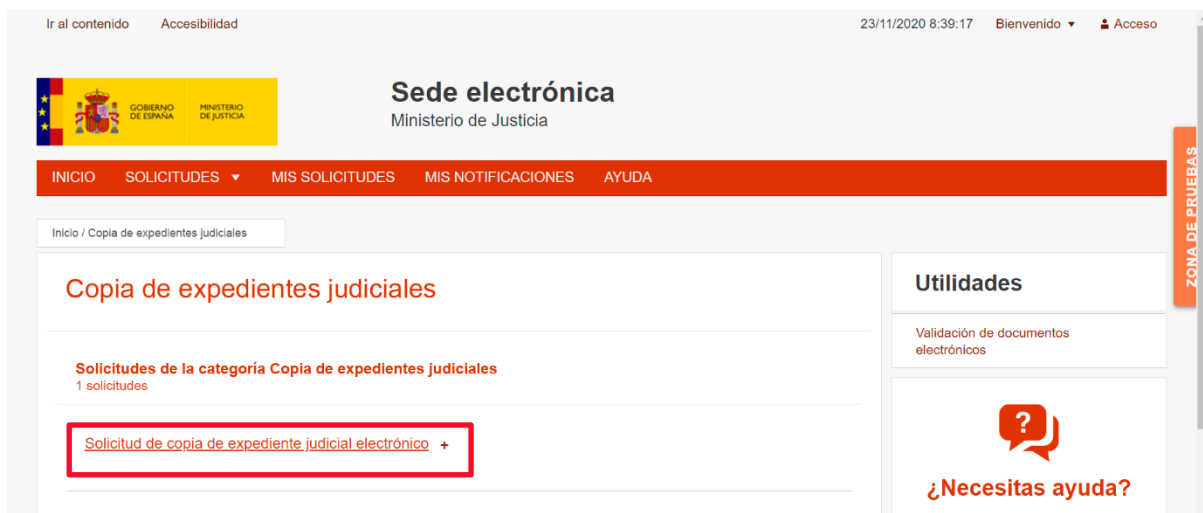 Ir al contenido Accesibilidad 23/11/2020 8:39:17 Bienvenido ▼ Acceso
GOBIERNO DE ESPAÑA
MINISTERIO DE JUSTICIA
Sede electrónica
Ministerio de Justicia
INICIO SOLICITUDES ▼ MIS SOLICITUDES MIS NOTIFICACIONES AYUDA
ZONA DE PRUEBAS
Inicio / Copia de expedientes judiciales
Copia de expedientes judiciales
Solicitudes de la categoría Copia de expedientes judiciales
1 solicitudes
Solicitud de copia de expediente judicial electrónico +
Utilidades
Validación de documentos
electrónicos
?
¿Necesitas ayuda?